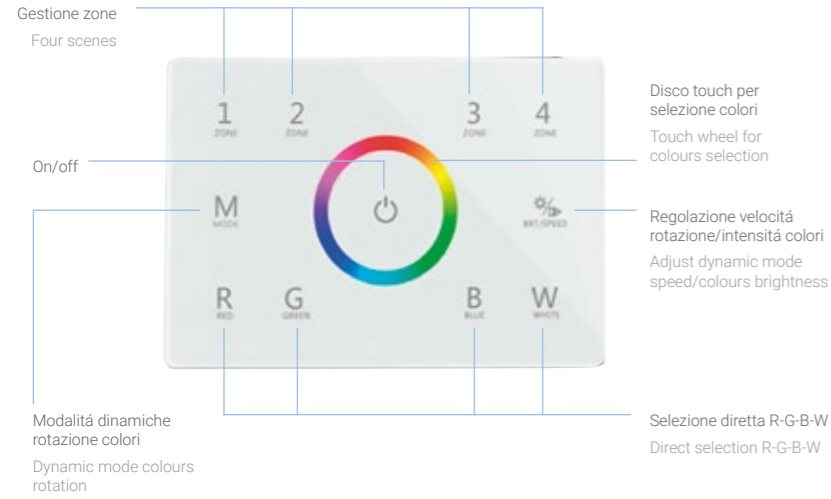 Gestione zone
Four scenes
1
ZONE
2
ZONE
3
ZONE
4
ZONE
Disco touch per
selezione colori
Touch wheel for
colours selection
On/off
M
MODE
BRT/SPEED
Regolazione velocitá
rotazione/intensitá colori
Adjust dynamic mode
speed/colours brightness
R
RED
G
GREEN
B
BLUE
W
WHITE
Modalitá dinamiche
rotazione colori
Dynamic mode colours
rotation
Selezione diretta R-G-B-W
Direct selection R-G-B-W